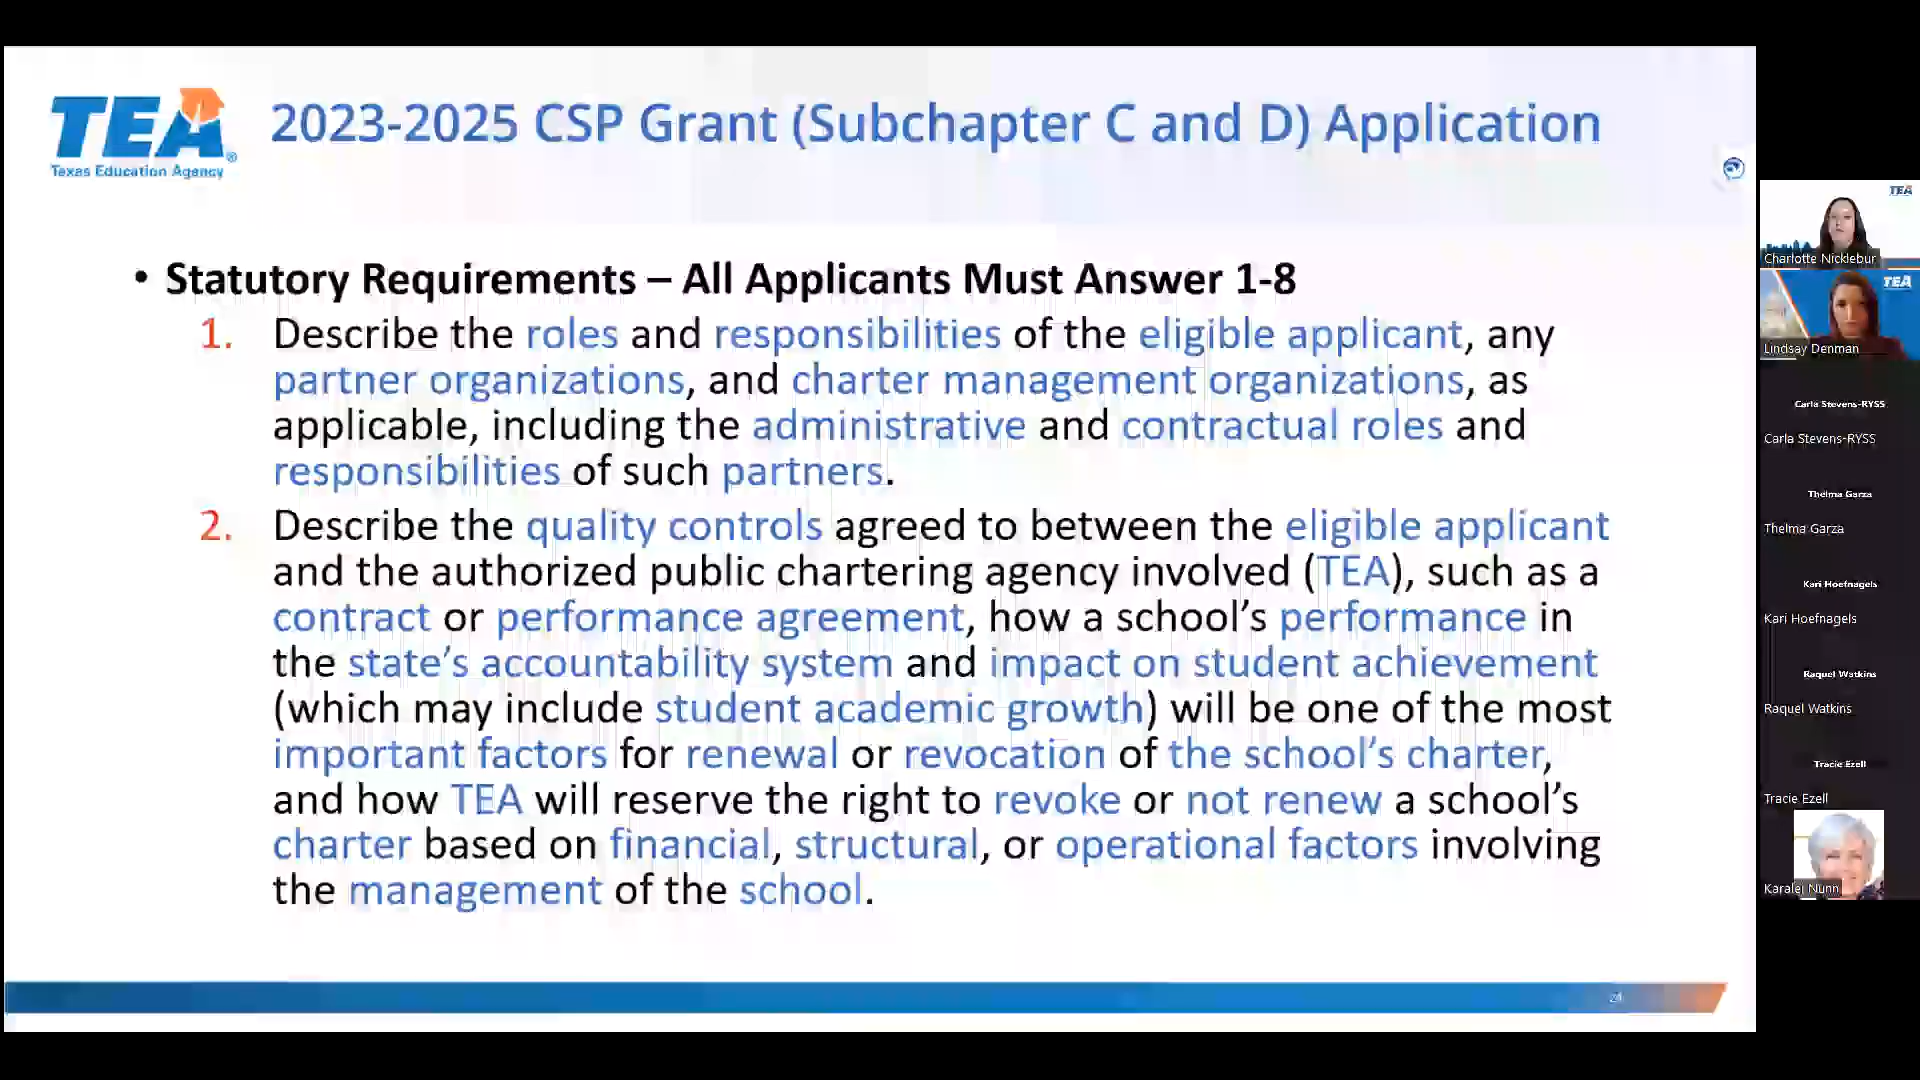 TEA
Texas Education Agency
2023-2025 CSP Grant (Subchapter C and D) Application
• Statutory Requirements – All Applicants Must Answer 1-8
1. Describe the roles and responsibilities of the eligible applicant, any
partner organizations, and charter management organizations, as
applicable, including the administrative and contractual roles and
responsibilities of such partners.
2. Describe the quality controls agreed to between the eligible applicant
and the authorized public chartering agency involved (TEA), such as a
contract or performance agreement, how a school's performance in
the state's accountability system and impact on student achievement
(which may include student academic growth) will be one of the most
important factors for renewal or revocation of the school's charter,
and how TEA will reserve the right to revoke or not renew a school's
charter based on financial, structural, or operational factors involving
the management of the school.
24
TEA
Charlotte Nicklebur
TEA
Lindsay Denman
Carla Stevens-RYSS
Carla Stevens-RYSS
Thelma Garza
Thelma Garza
Kari Hoefnagels
Kari Hoefnagels
Raquel Watkins
Raquel Watkins
Tracie Ezell
Tracie Ezell
Karalei Nunn